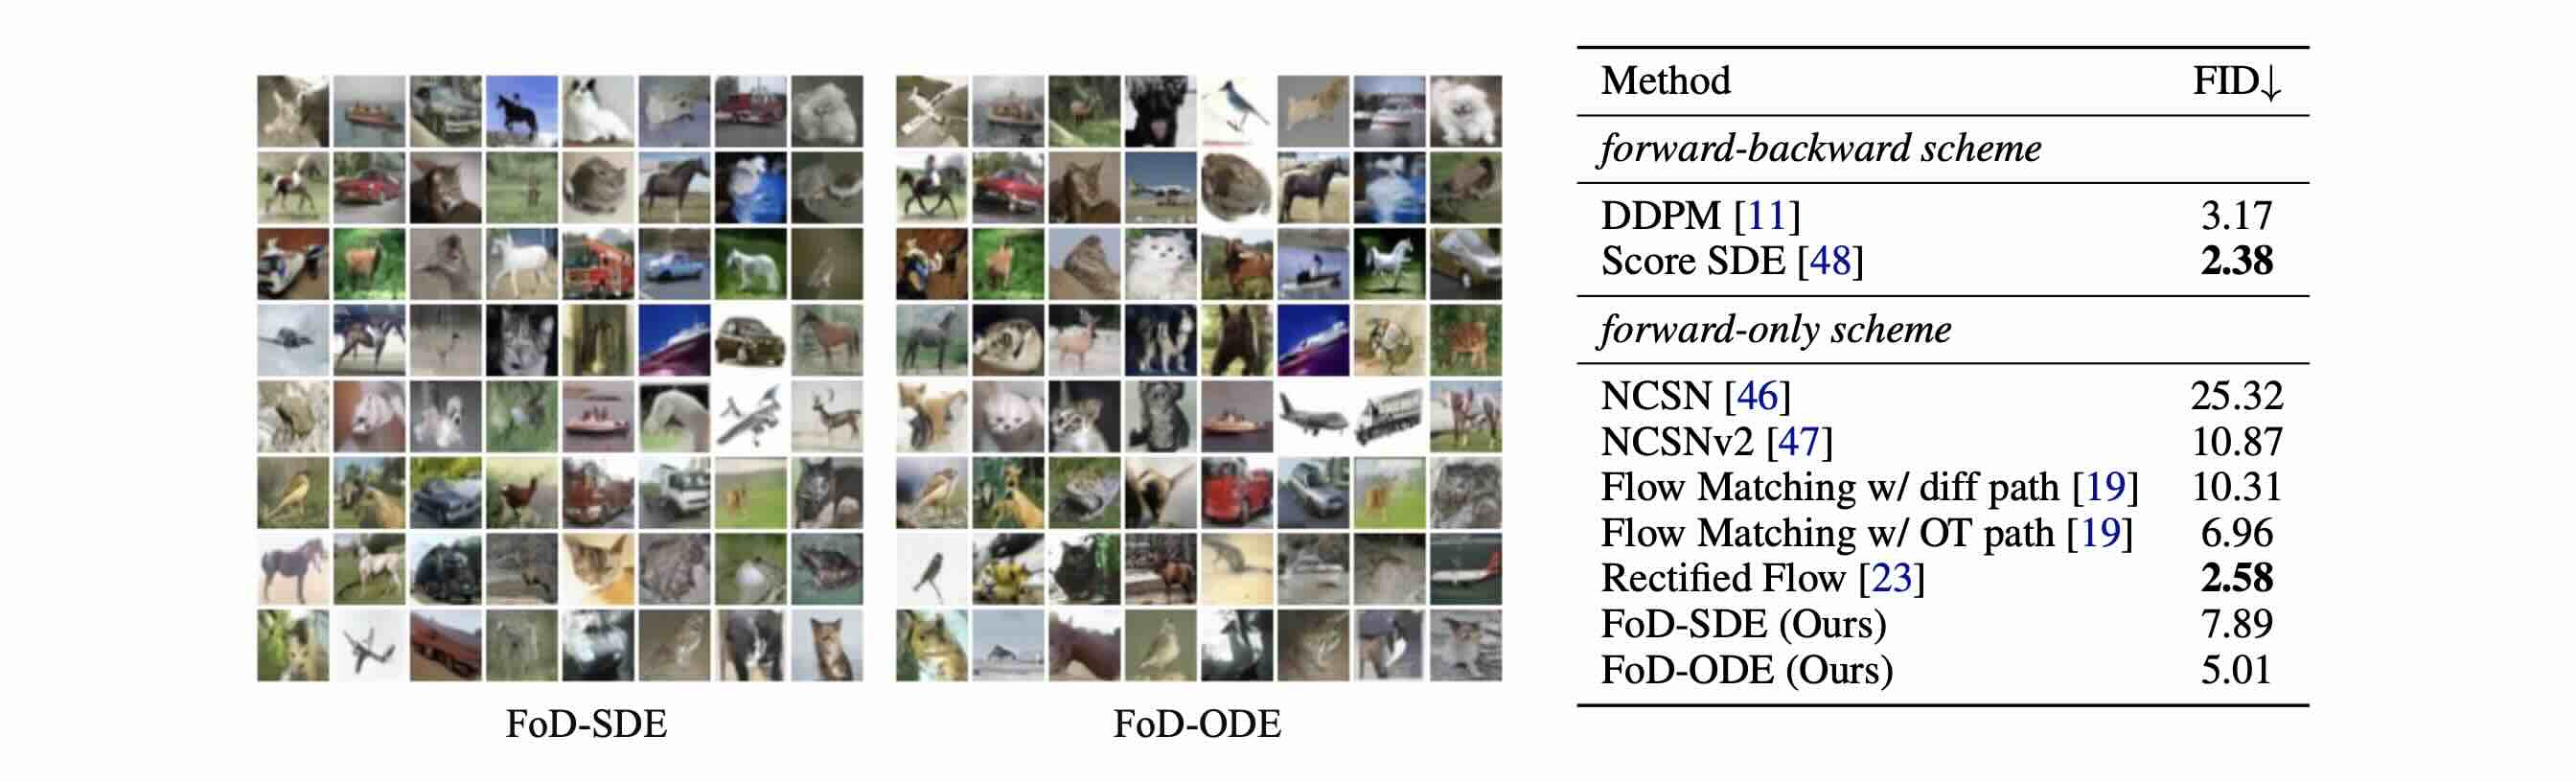 FoD-SDE
FoD-ODE
Method FID↓
forward-backward scheme
DDPM [11] 3.17
Score SDE [48] 2.38
forward-only scheme
NCSN [46] 25.32
NCSNv2 [47] 10.87
Flow Matching w/ diff path [19] 10.31
Flow Matching w/ OT path [19] 6.96
Rectified Flow [23] 2.58
FoD-SDE (Ours) 7.89
FoD-ODE (Ours) 5.01